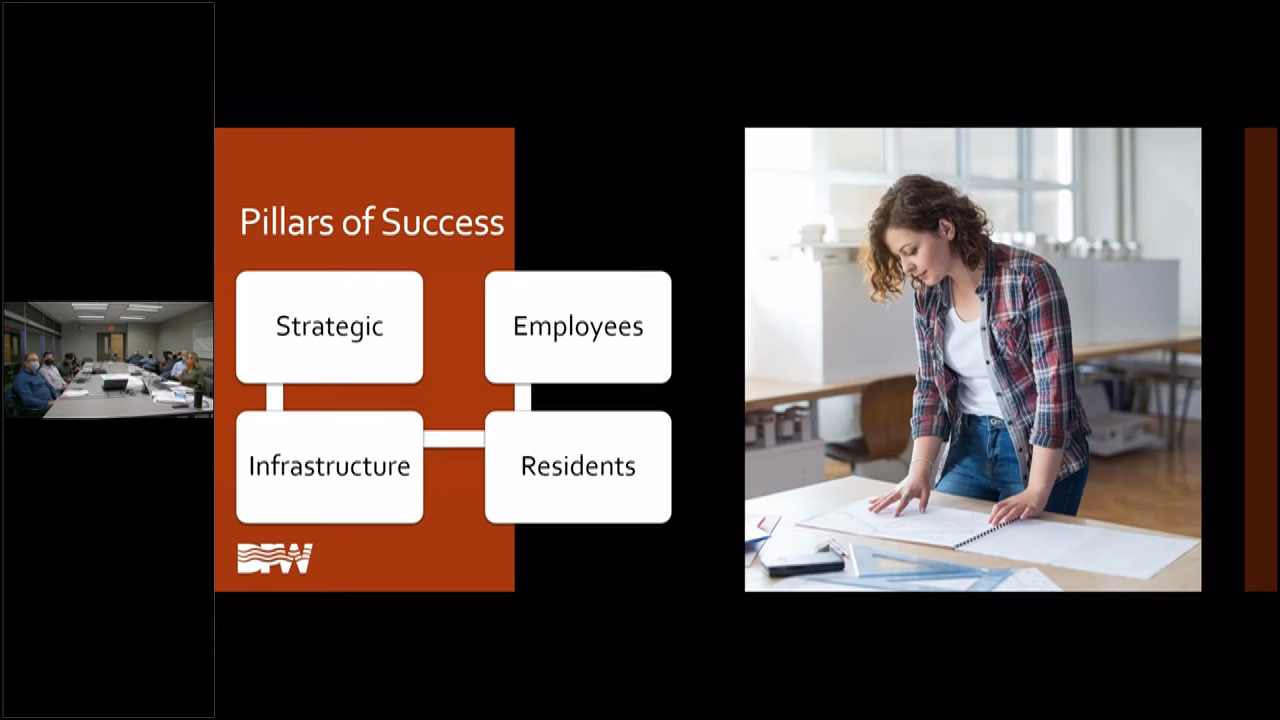 Pillars of Success
Strategic
Employees
Infrastructure
Residents
DPW